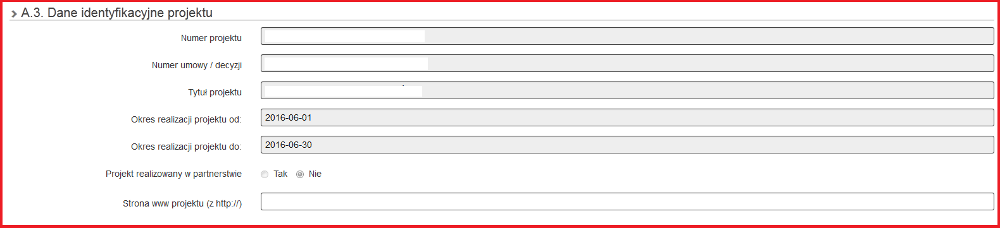 A.3. Dane identyfikacyjne projektu
Numer projektu
Numer umowy / decyzji
Tytuł projektu
Okres realizacji projektu od: 2016-06-01
Okres realizacji projektu do: 2016-06-30
Projekt realizowany w partnerstwie Tak Nie
Strona www projektu (z http://)